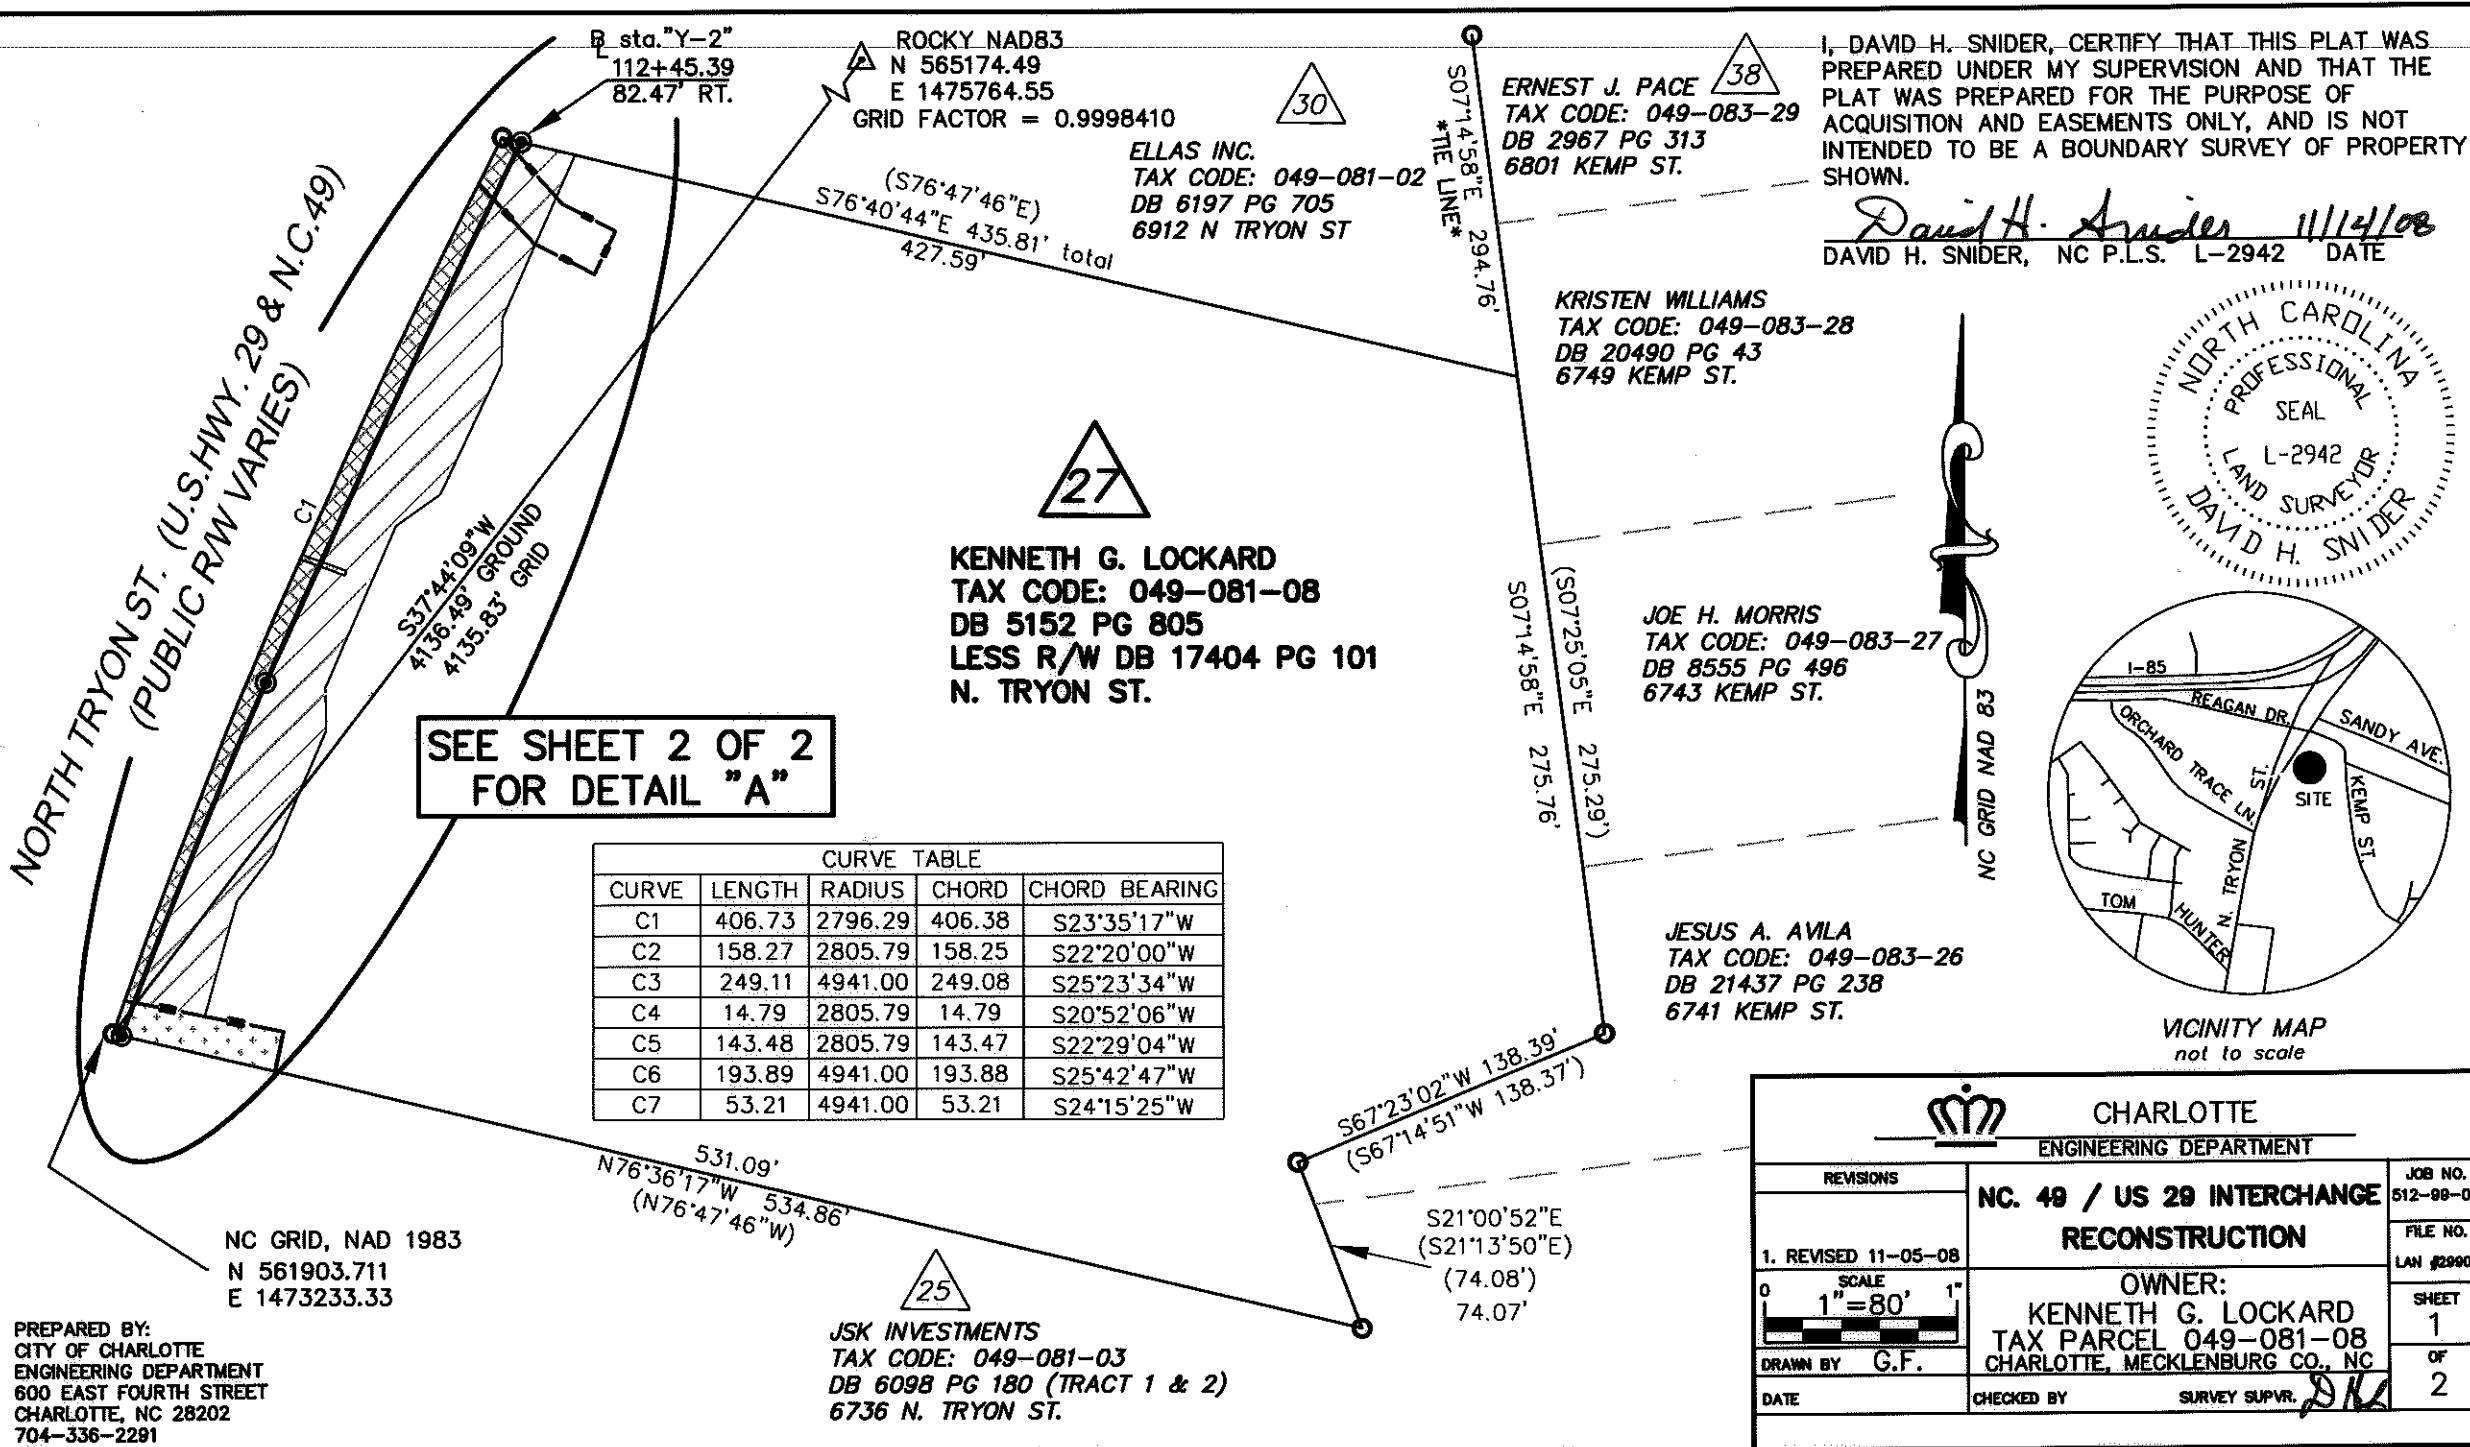 ℄ sta."Y-2"
112+45.39
82.47' RT.
ROCKY NAD83
N 565174.49
E 1475764.55
GRID FACTOR = 0.9998410
30
ELLAS INC.
TAX CODE: 049-081-02
DB 6197 PG 705
6912 N TRYON ST
S07°14'58"E 294.76'
*TIE LINE*
ERNEST J. PACE
38
TAX CODE: 049-083-29
DB 2967 PG 313
6801 KEMP ST.
I, DAVID H. SNIDER, CERTIFY THAT THIS PLAT WAS
PREPARED UNDER MY SUPERVISION AND THAT THE
PLAT WAS PREPARED FOR THE PURPOSE OF
ACQUISITION AND EASEMENTS ONLY, AND IS NOT
INTENDED TO BE A BOUNDARY SURVEY OF PROPERTY
SHOWN.
David H. Snider 11/14/08
DAVID H. SNIDER, NC P.L.S. L-2942 DATE
(S76°47'46"E)
S76°40'44"E 435.81' total
427.59'
NORTH TRYON ST. (U.S.HWY. 29 & N.C.49)
(PUBLIC R/W VARIES)
C1
S37°44'09"W
4136.49' GROUND
4135.83' GRID
KRISTEN WILLIAMS
TAX CODE: 049-083-28
DB 20490 PG 43
6749 KEMP ST.
NORTH CAROLINA
PROFESSIONAL
SEAL
L-2942
LAND SURVEYOR
DAVID H. SNIDER
27
KENNETH G. LOCKARD
TAX CODE: 049-081-08
DB 5152 PG 805
LESS R/W DB 17404 PG 101
N. TRYON ST.
(S07°25'05"E 275.29')
S07°14'58"E 275.76'
JOE H. MORRIS
TAX CODE: 049-083-27
DB 8555 PG 496
6743 KEMP ST.
NC GRID NAD 83
I-85
REAGAN DR.
SANDY AVE.
ORCHARD TRACE LN.
SITE
KEMP ST.
N. TRYON ST.
TOM HUNTER
VICINITY MAP
not to scale
SEE SHEET 2 OF 2
FOR DETAIL "A"
CURVE TABLE
CURVE LENGTH RADIUS CHORD CHORD BEARING
C1 406.73 2796.29 406.38 S23°35'17"W
C2 158.27 2805.79 158.25 S22°20'00"W
C3 249.11 4941.00 249.08 S25°23'34"W
C4 14.79 2805.79 14.79 S20°52'06"W
C5 143.48 2805.79 143.47 S22°29'04"W
C6 193.89 4941.00 193.88 S25°42'47"W
C7 53.21 4941.00 53.21 S24°15'25"W
JESUS A. AVILA
TAX CODE: 049-083-26
DB 21437 PG 238
6741 KEMP ST.
S67°23'02"W 138.39'
(S67°14'51"W 138.37')
531.09'
N76°36'17"W 534.86'
(N76°47'46"W)
S21°00'52"E
(S21°13'50"E)
(74.08')
74.07'
NC GRID, NAD 1983
N 561903.711
E 1473233.33
25
JSK INVESTMENTS
TAX CODE: 049-081-03
DB 6098 PG 180 (TRACT 1 & 2)
6736 N. TRYON ST.
PREPARED BY:
CITY OF CHARLOTTE
ENGINEERING DEPARTMENT
600 EAST FOURTH STREET
CHARLOTTE, NC 28202
704-336-2291
CHARLOTTE
ENGINEERING DEPARTMENT
REVISIONS
1. REVISED 11-05-08
NC. 49 / US 29 INTERCHANGE
RECONSTRUCTION
JOB NO.
512-99-0
FILE NO.
LAN #2990
0 SCALE 1"
1"=80'
OWNER:
KENNETH G. LOCKARD
TAX PARCEL 049-081-08
CHARLOTTE, MECKLENBURG CO., NC
SHEET
1
OF
2
DRAWN BY G.F.
DATE
CHECKED BY
SURVEY SUPVR. DHS